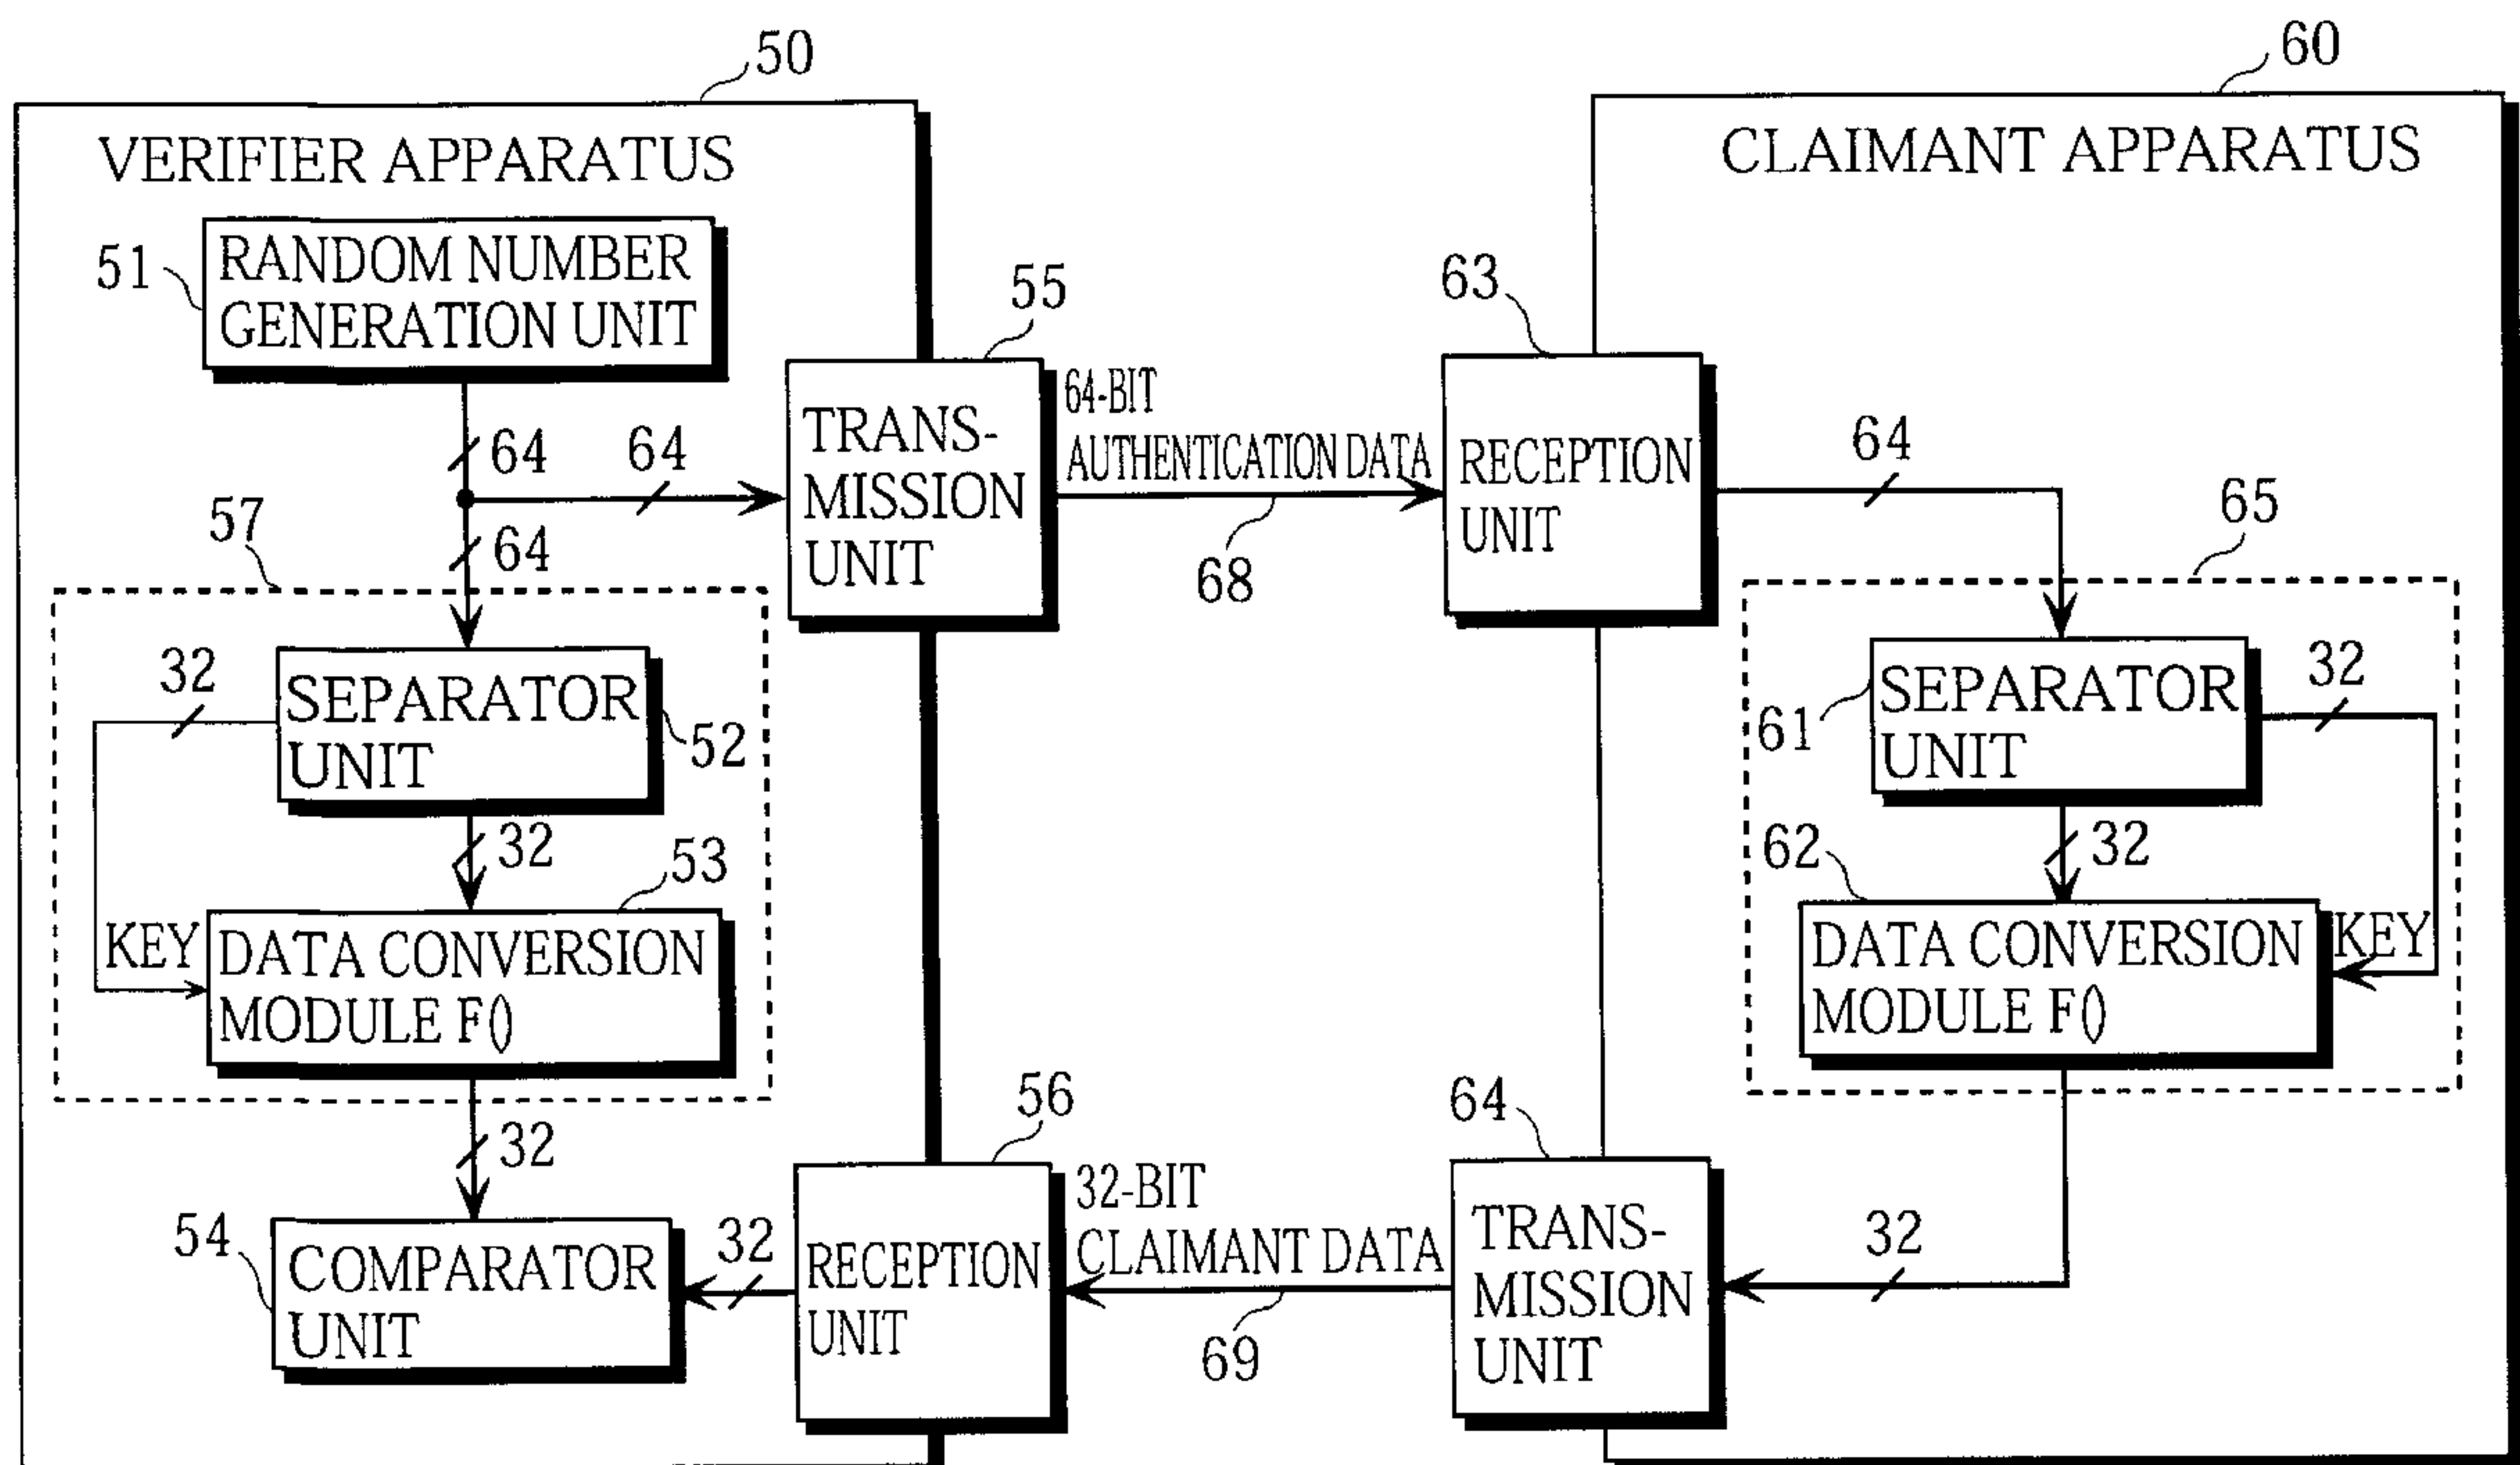 50
60
VERIFIER APPARATUS
CLAIMANT APPARATUS
51
RANDOM NUMBER
GENERATION UNIT
55
63
64
64
64
TRANS-
MISSION
UNIT
64-BIT
AUTHENTICATION DATA
68
RECEPTION
UNIT
64
57
65
32
SEPARATOR
UNIT
52
32
KEY
53
DATA CONVERSION
MODULE F()
32
61
SEPARATOR
UNIT
32
32
62
DATA CONVERSION
MODULE F()
KEY
54
COMPARATOR
UNIT
32
56
RECEPTION
UNIT
32-BIT
CLAIMANT DATA
69
64
TRANS-
MISSION
UNIT
32